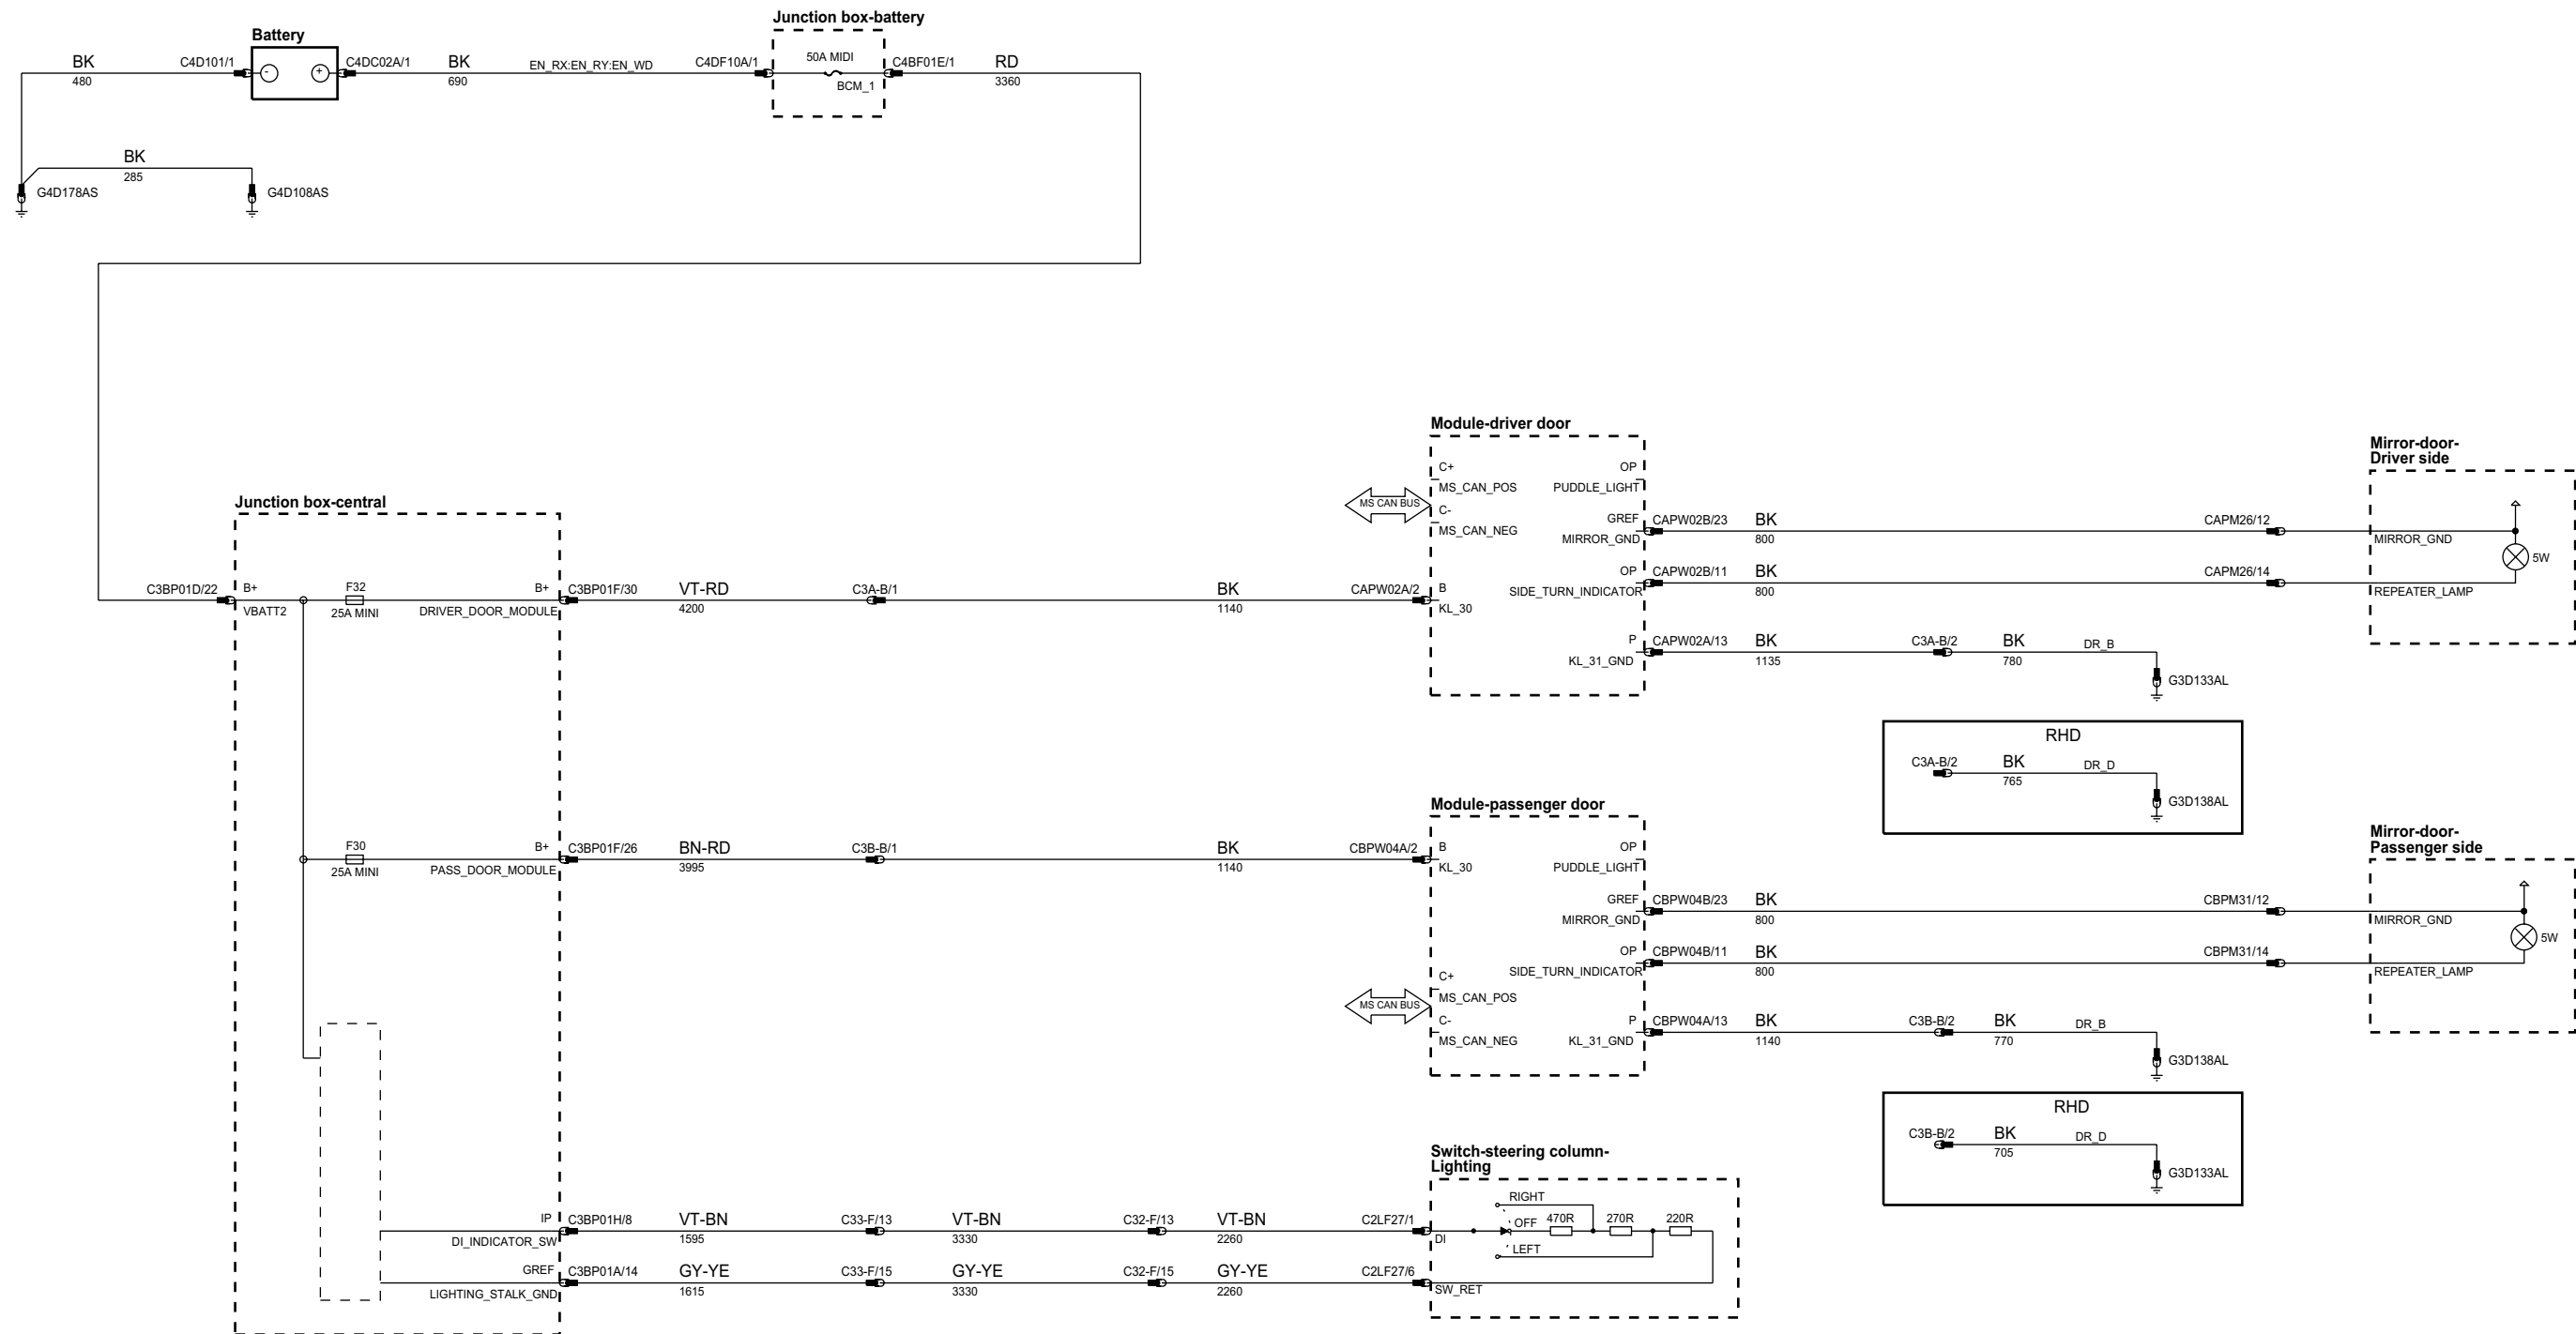 Junction box-battery
Battery
50A MIDI
BK
480
C4D101/1
-
+
C4DC02A/1
BK
690
EN_RX:EN_RY:EN_WD
C4DF10A/1
BCM_1
C4BF01E/1
RD
3360
BK
285
G4D178AS
G4D108AS
Module-driver door
C+
MS_CAN_POS
C-
MS_CAN_NEG
MS CAN BUS
OP
PUDDLE_LIGHT
GREF
MIRROR_GND
CAPW02B/23
BK
800
CAPM26/12
OP
SIDE_TURN_INDICATOR
CAPW02B/11
BK
800
CAPM26/14
Mirror-door-
Driver side
MIRROR_GND
5W
REPEATER_LAMP
Junction box-central
C3BP01D/22
B+
VBATT2
F32
25A MINI
B+
DRIVER_DOOR_MODULE
C3BP01F/30
VT-RD
4200
C3A-B/1
BK
1140
CAPW02A/2
B
KL_30
P
KL_31_GND
CAPW02A/13
BK
1135
C3A-B/2
BK
780
DR_B
G3D133AL
RHD
C3A-B/2
BK
765
DR_D
G3D138AL
Module-passenger door
F30
25A MINI
B+
PASS_DOOR_MODULE
C3BP01F/26
BN-RD
3995
C3B-B/1
BK
1140
CBPW04A/2
B
KL_30
OP
PUDDLE_LIGHT
GREF
MIRROR_GND
CBPW04B/23
BK
800
CBPM31/12
OP
SIDE_TURN_INDICATOR
CBPW04B/11
BK
800
CBPM31/14
Mirror-door-
Passenger side
MIRROR_GND
5W
REPEATER_LAMP
C+
MS_CAN_POS
MS CAN BUS
C-
MS_CAN_NEG
P
KL_31_GND
CBPW04A/13
BK
1140
C3B-B/2
BK
770
DR_B
G3D138AL
RHD
C3B-B/2
BK
705
DR_D
G3D133AL
Switch-steering column-
Lighting
IP
DI_INDICATOR_SW
C3BP01H/8
VT-BN
1595
C33-F/13
VT-BN
3330
C32-F/13
VT-BN
2260
C2LF27/1
DI
RIGHT
OFF
LEFT
470R
270R
220R
GREF
LIGHTING_STALK_GND
C3BP01A/14
GY-YE
1615
C33-F/15
GY-YE
3330
C32-F/15
GY-YE
2260
C2LF27/6
SW_RET